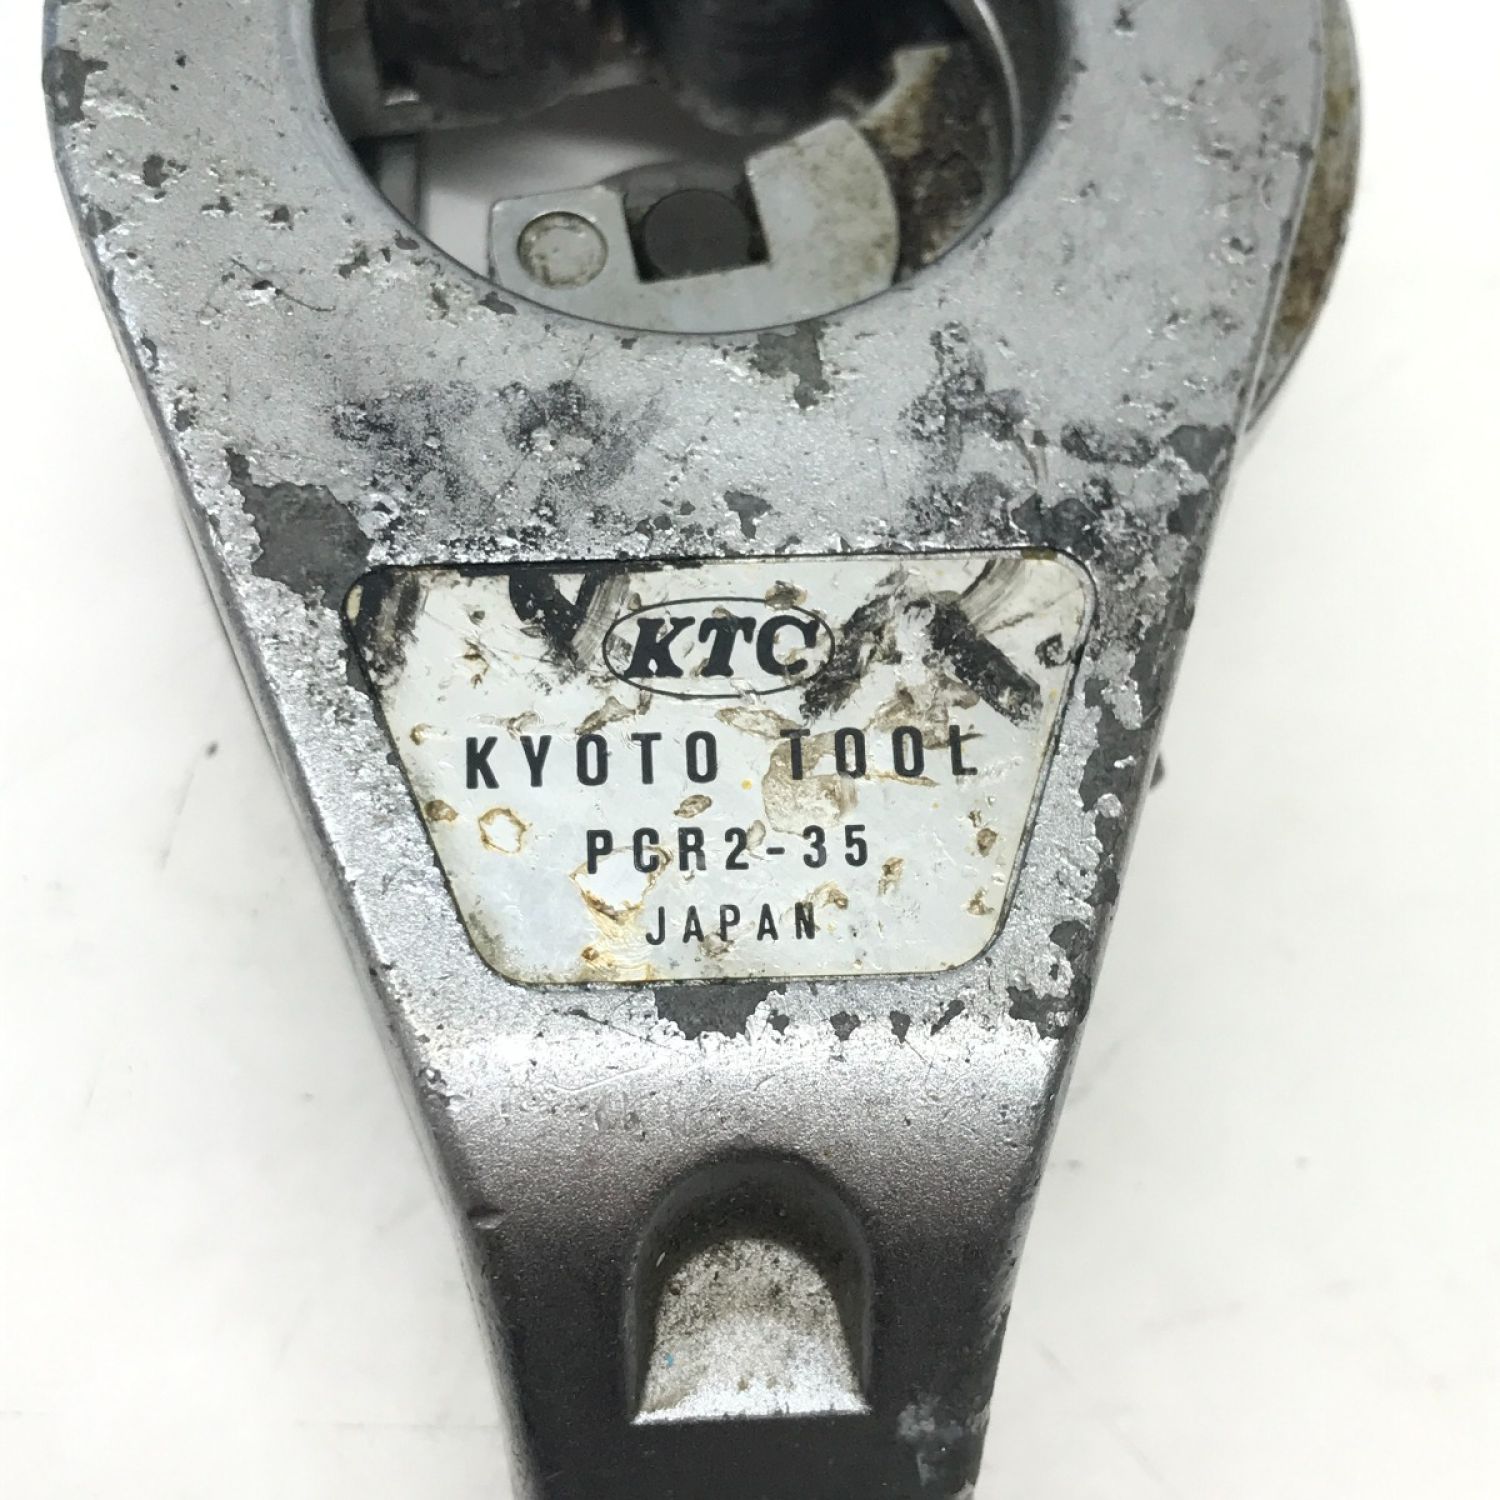 KTC
KYOTO TOOL
PCR2-35
JAPAN